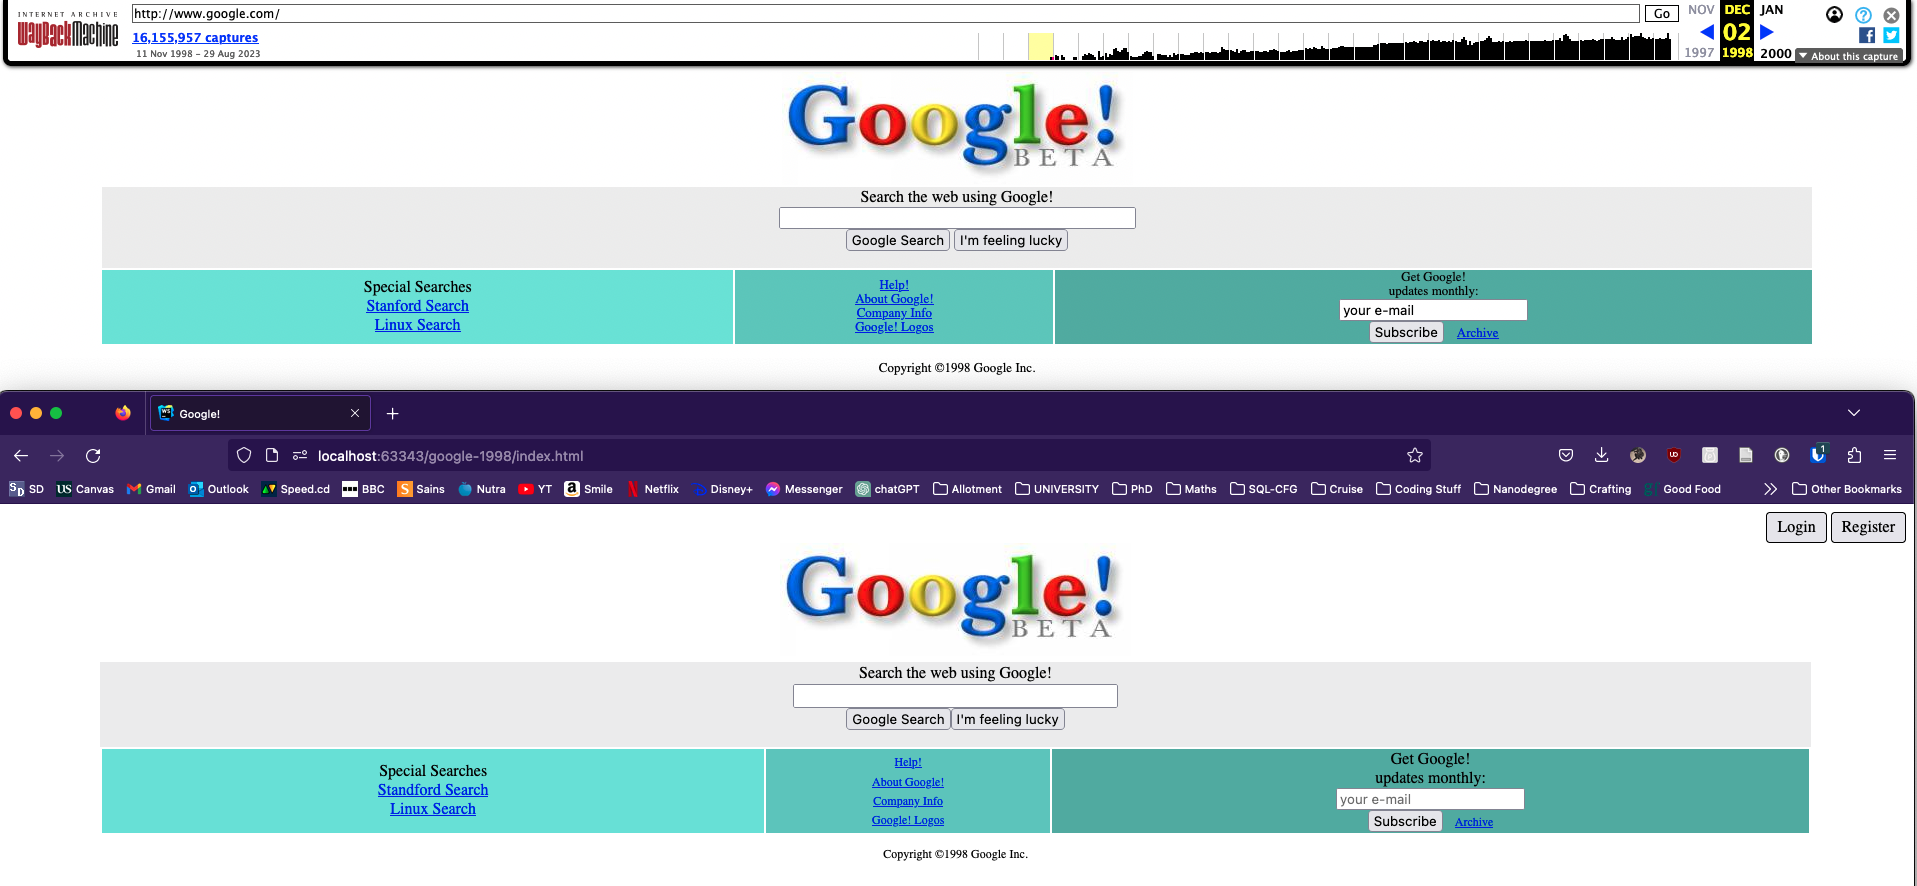 INTERNET ARCHIVE
WayBackMachine
http://www.google.com/
Go
NOV DEC JAN
16,155,957 captures
02
11 Nov 1998 – 29 Aug 2023
1997 1998 2000
About this capture
Google!
BETA
Search the web using Google!
Google Search I'm feeling lucky
Special Searches
Stanford Search
Linux Search
Help!
About Google!
Company Info
Google! Logos
Get Google!
updates monthly:
your e-mail
Subscribe Archive
Copyright ©1998 Google Inc.
WS Google!
localhost:63343/google-1998/index.html
1
SD SD US Canvas Gmail Outlook Speed.cd BBC S Sains Nutra YT a Smile N Netflix Disney+ Messenger chatGPT Allotment UNIVERSITY PhD Maths SQL-CFG Cruise Coding Stuff Nanodegree Crafting gf Good Food Other Bookmarks
Login Register
Google!
BETA
Search the web using Google!
Google Search I'm feeling lucky
Special Searches
Standford Search
Linux Search
Help!
About Google!
Company Info
Google! Logos
Get Google!
updates monthly:
your e-mail
Subscribe Archive
Copyright ©1998 Google Inc.